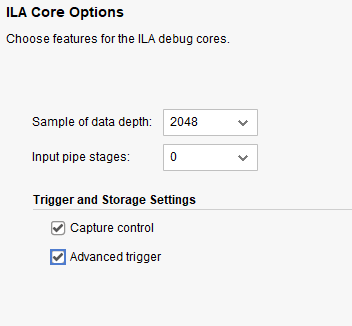 ILA Core Options
Choose features for the ILA debug cores.
Sample of data depth: 2048
Input pipe stages: 0
Trigger and Storage Settings
Capture control
Advanced trigger